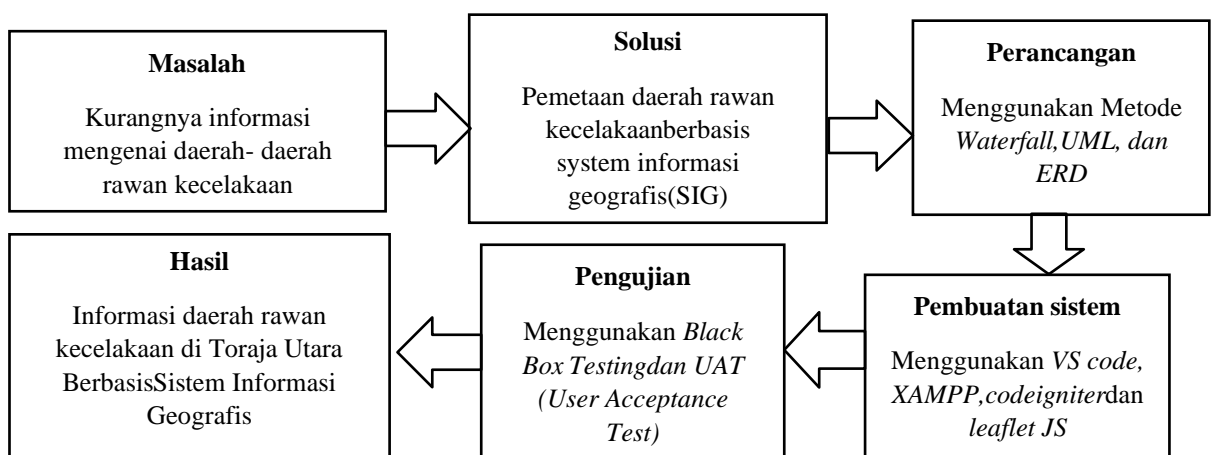 Masalah
Kurangnya informasi
mengenai daerah- daerah
rawan kecelakaan
Solusi
Pemetaan daerah rawan
kecelakaanberbasis
system informasi
geografis(SIG)
Perancangan
Menggunakan Metode
Waterfall,UML, dan
ERD
Pembuatan sistem
Menggunakan VS code,
XAMPP,codeigniterdan
leaflet JS
Pengujian
Menggunakan Black
Box Testingdan UAT
(User Acceptance
Test)
Hasil
Informasi daerah rawan
kecelakaan di Toraja Utara
BerbasisSistem Informasi
Geografis